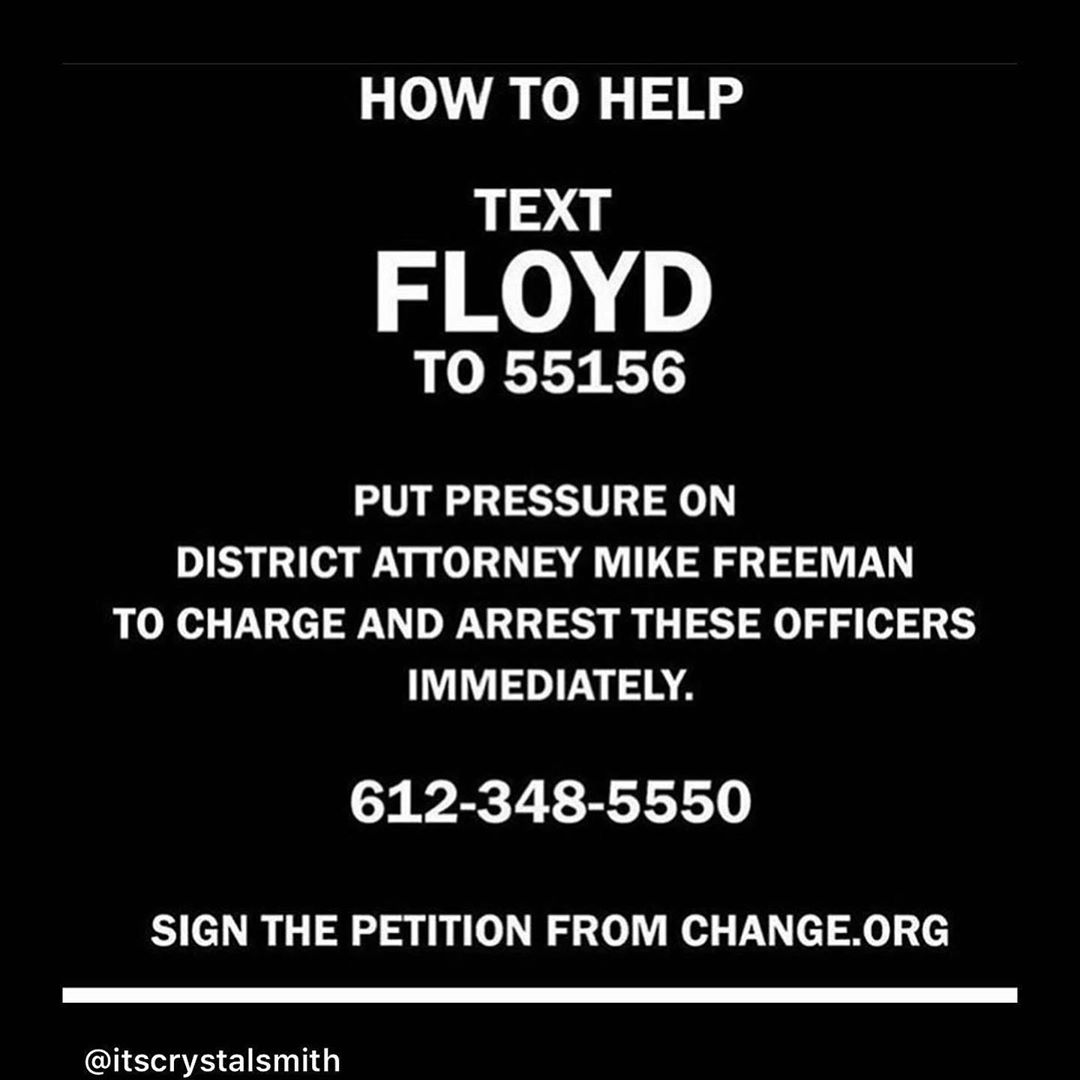 HOW TO HELP
TEXT
FLOYD
TO 55156
PUT PRESSURE ON
DISTRICT ATTORNEY MIKE FREEMAN
TO CHARGE AND ARREST THESE OFFICERS
IMMEDIATELY.
612-348-5550
SIGN THE PETITION FROM CHANGE.ORG
@itscrystalsmith